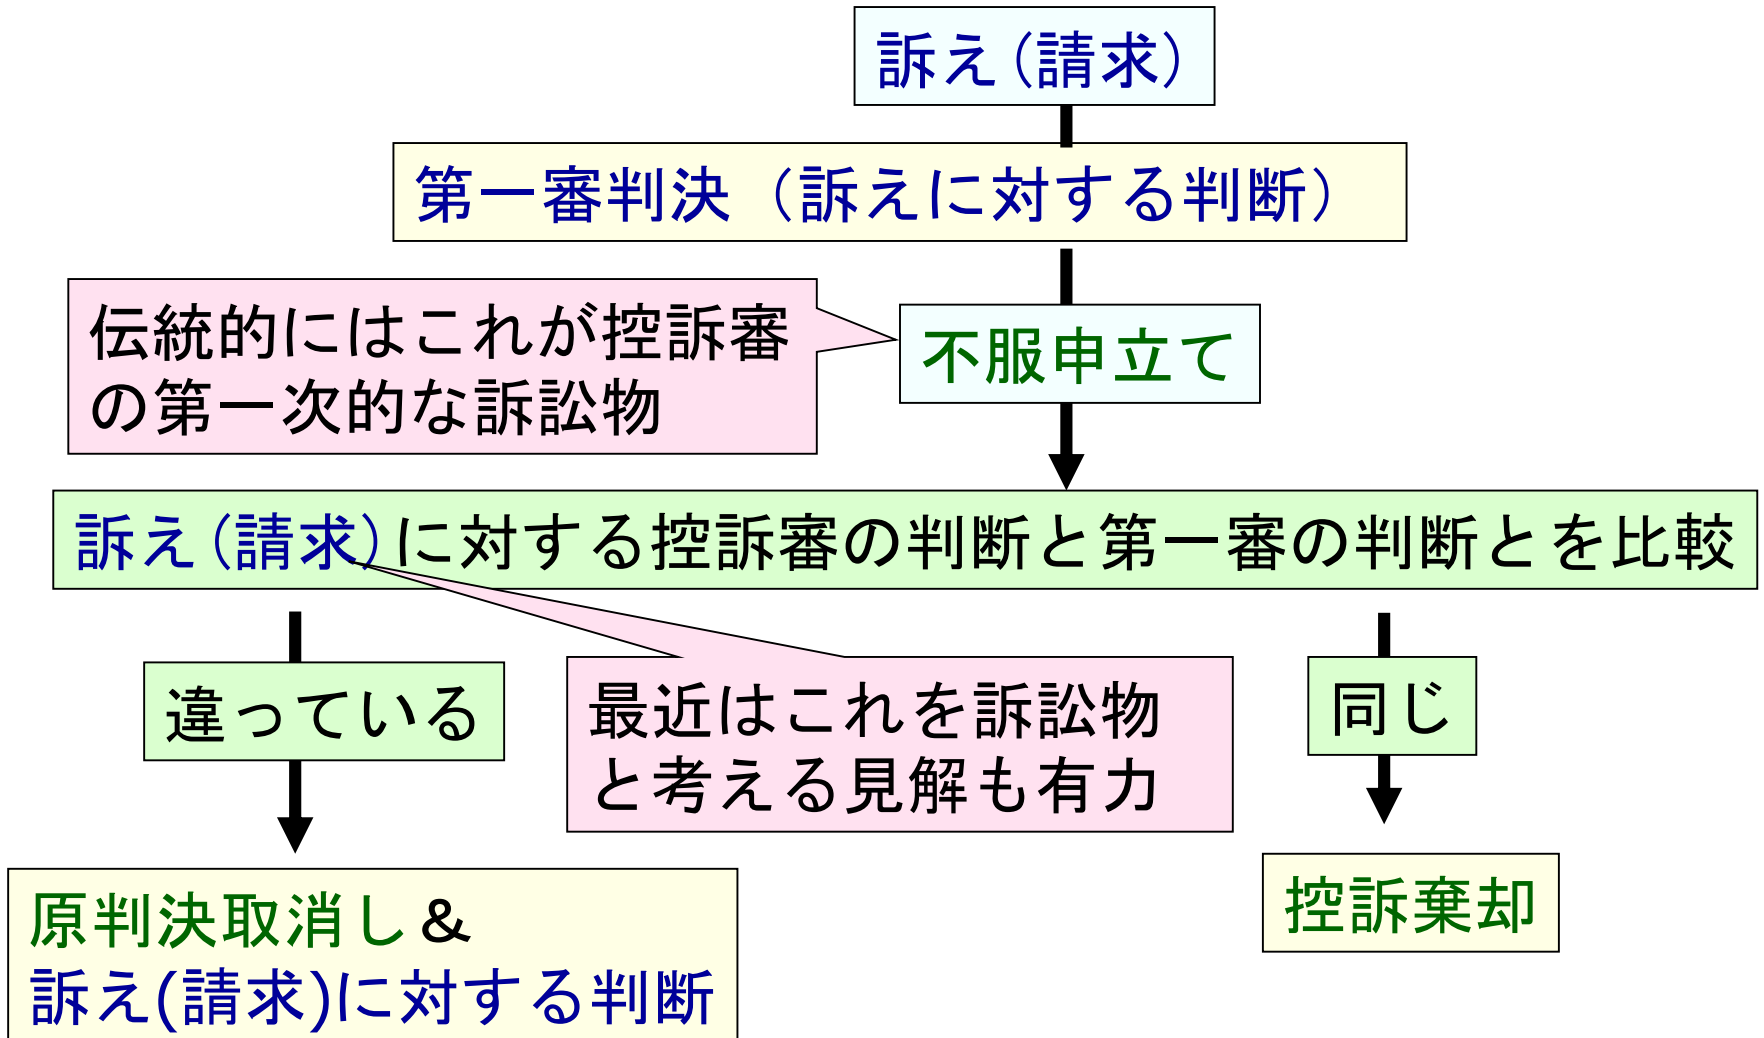 訴え(請求)
第一審判決（訴えに対する判断）
伝統的にはこれが控訴審
の第一次的な訴訟物
不服申立て
訴え(請求)に対する控訴審の判断と第一審の判断とを比較
違っている
最近はこれを訴訟物
と考える見解も有力
同じ
原判決取消し&
訴え(請求)に対する判断
控訴棄却